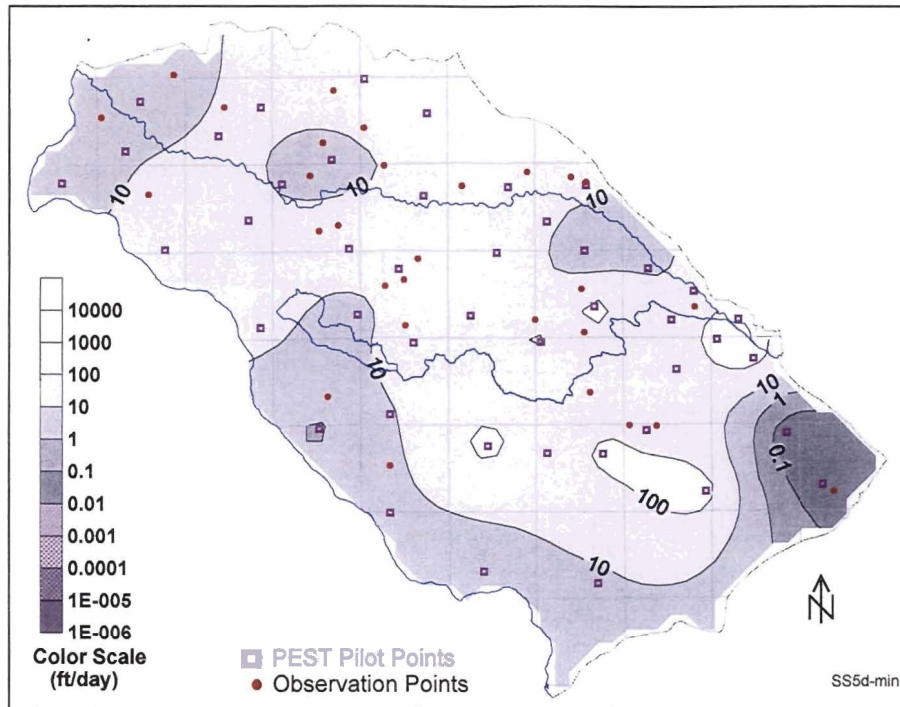 10
10
10
10
10
1
0.1
100
10
10000
1000
100
10
1
0.1
0.01
0.001
0.0001
1E-005
1E-006
Color Scale
(ft/day)
PEST Pilot Points
Observation Points
N
SS5d-min